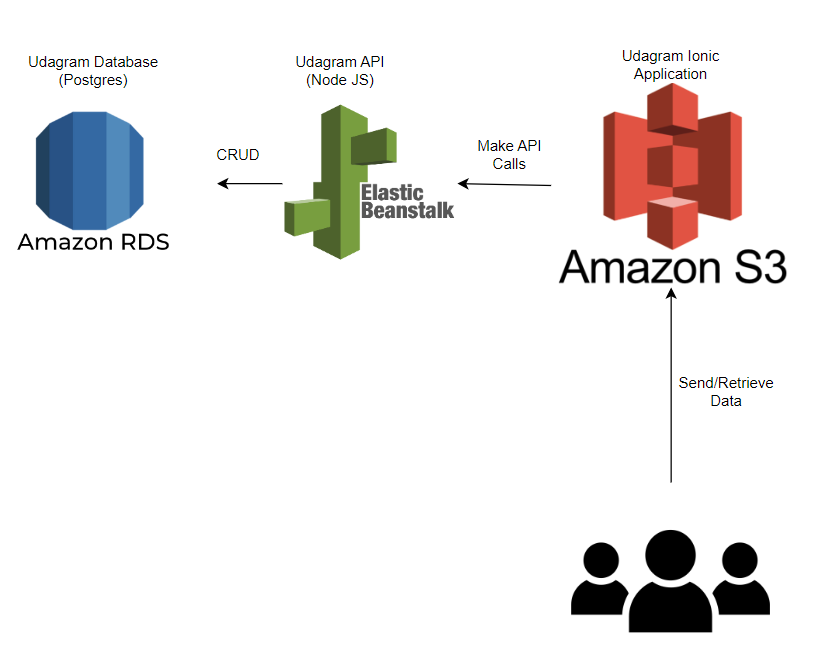 Udagram Database
(Postgres)
Udagram API
(Node JS)
Udagram Ionic
Application
CRUD
Make API
Calls
Elastic
Beanstalk
Amazon RDS
Amazon S3
Send/Retrieve
Data